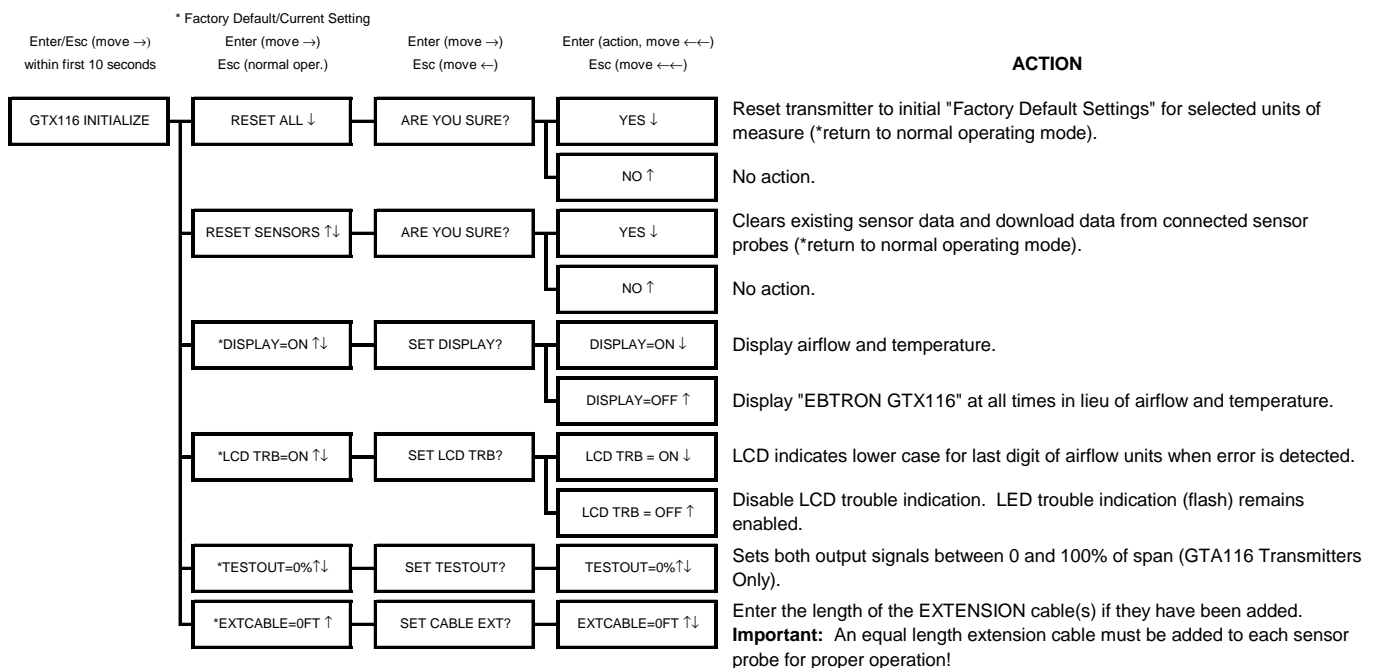 * Factory Default/Current Setting
Enter/Esc (move →) Enter (move →) Enter (move →) Enter (action, move ←←)
within first 10 seconds Esc (normal oper.) Esc (move ←) Esc (move ←←) ACTION
GTX116 INITIALIZE RESET ALL ↓ ARE YOU SURE? YES ↓ Reset transmitter to initial "Factory Default Settings" for selected units of
measure (*return to normal operating mode).
NO ↑ No action.
RESET SENSORS ↑↓ ARE YOU SURE? YES ↓ Clears existing sensor data and download data from connected sensor
probes (*return to normal operating mode).
NO ↑ No action.
*DISPLAY=ON ↑↓ SET DISPLAY? DISPLAY=ON ↓ Display airflow and temperature.
DISPLAY=OFF ↑ Display "EBTRON GTX116" at all times in lieu of airflow and temperature.
*LCD TRB=ON ↑↓ SET LCD TRB? LCD TRB = ON ↓ LCD indicates lower case for last digit of airflow units when error is detected.
LCD TRB = OFF ↑ Disable LCD trouble indication. LED trouble indication (flash) remains
enabled.
*TESTOUT=0%↑↓ SET TESTOUT? TESTOUT=0%↑↓ Sets both output signals between 0 and 100% of span (GTA116 Transmitters
Only).
*EXTCABLE=0FT ↑ SET CABLE EXT? EXTCABLE=0FT ↑↓ Enter the length of the EXTENSION cable(s) if they have been added.
Important: An equal length extension cable must be added to each sensor
probe for proper operation!